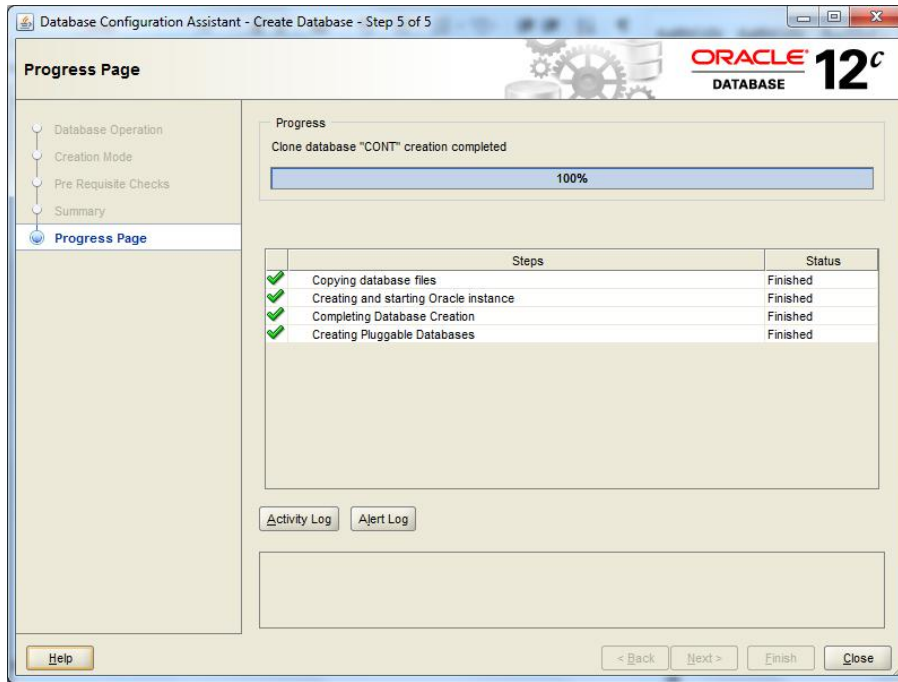 Database Configuration Assistant - Create Database - Step 5 of 5
Progress Page
ORACLE
DATABASE
12c
Database Operation
Creation Mode
Pre Requisite Checks
Summary
Progress Page
Progress
Clone database "CONT" creation completed
100%
Steps Status
Copying database files Finished
Creating and starting Oracle instance Finished
Completing Database Creation Finished
Creating Pluggable Databases Finished
Activity Log Alert Log
Help < Back Next > Finish Close